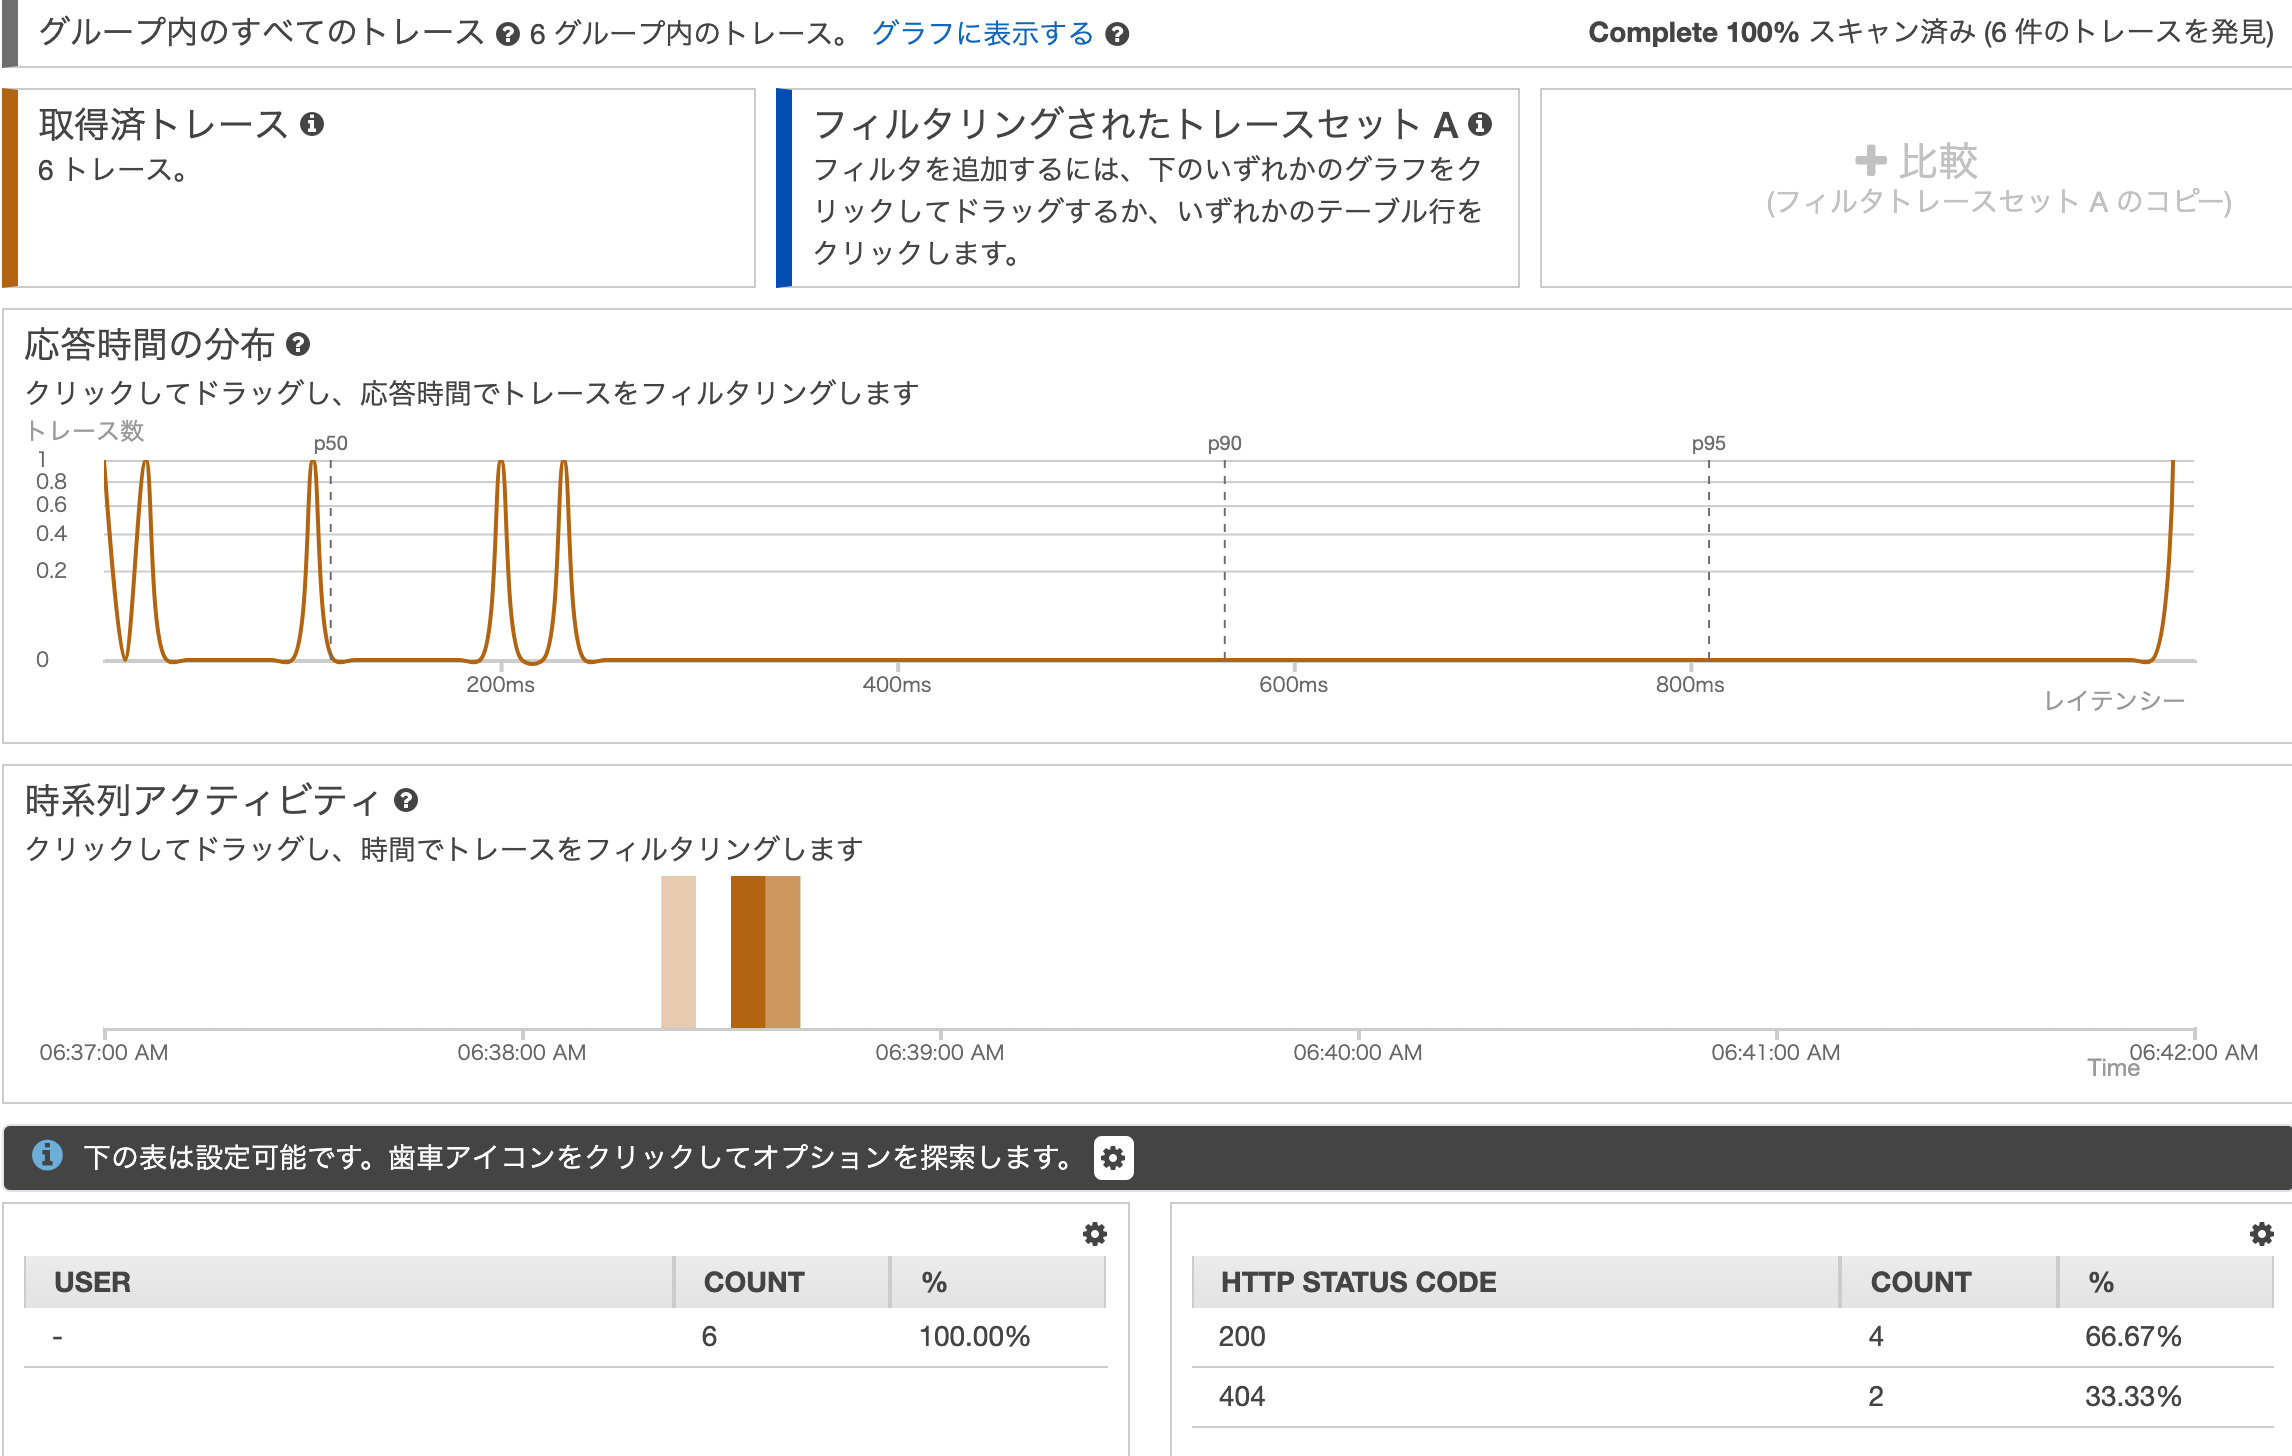 グループ内のすべてのトレース 6 グループ内のトレース。 グラフに表示する Complete 100% スキャン済み (6 件のトレースを発見)
取得済トレース
6 トレース。
フィルタリングされたトレースセット A
フィルタを追加するには、下のいずれかのグラフをク
リックしてドラッグするか、いずれかのテーブル行を
クリックします。
比較
(フィルタトレースセット A のコピー)
応答時間の分布
クリックしてドラッグし、応答時間でトレースをフィルタリングします
トレース数
p50 p90 p95
1
0.8
0.6
0.4
0.2
0
200ms 400ms 600ms 800ms
レイテンシー
時系列アクティビティ
クリックしてドラッグし、時間でトレースをフィルタリングします
06:37:00 AM 06:38:00 AM 06:39:00 AM 06:40:00 AM 06:41:00 AM 06:42:00 AM
Time
下の表は設定可能です。歯車アイコンをクリックしてオプションを探索します。
USER COUNT %
- 6 100.00%
HTTP STATUS CODE COUNT %
200 4 66.67%
404 2 33.33%